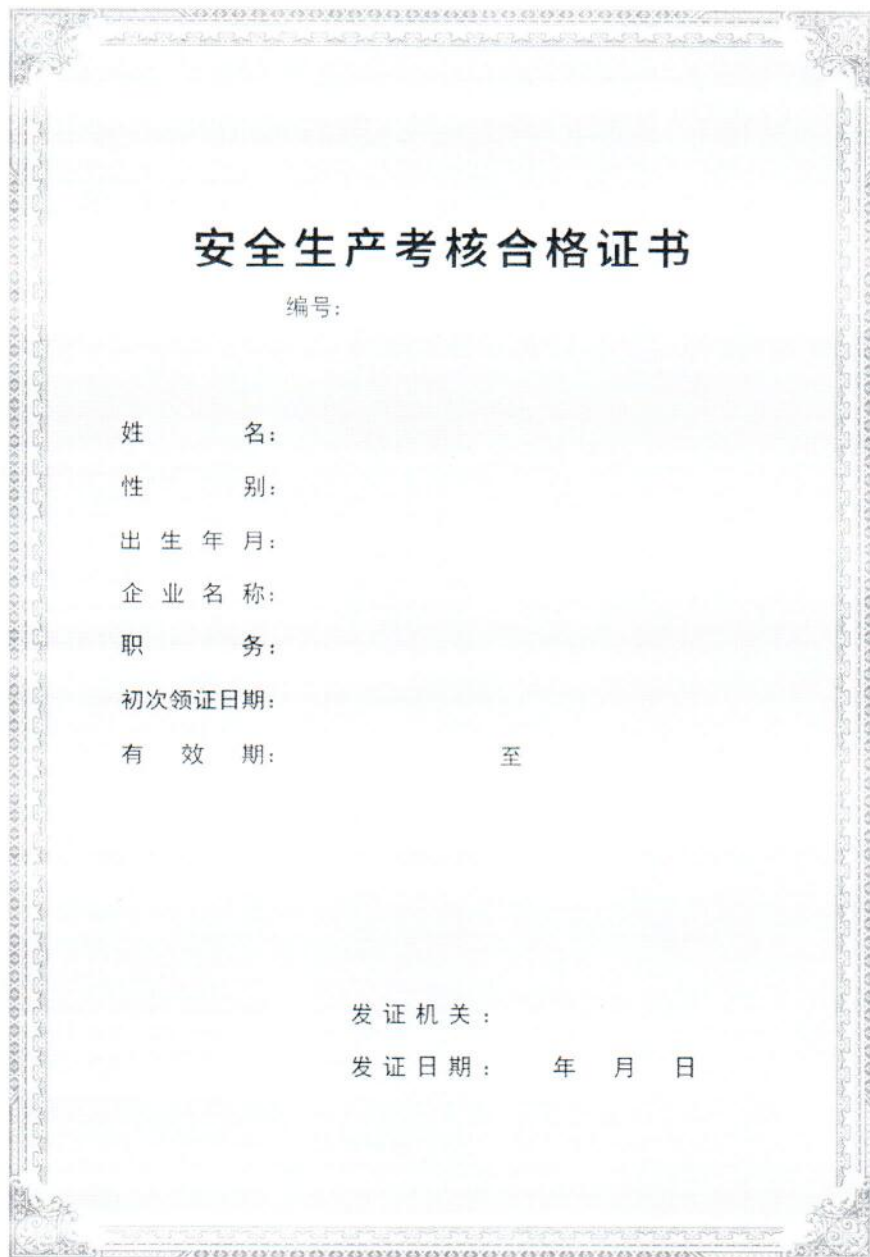 安全生产考核合格证书
编号：
姓名：
性别：
出生年月：
企业名称：
职务：
初次领证日期：
有效期： 至
发证机关：
发证日期： 年 月 日